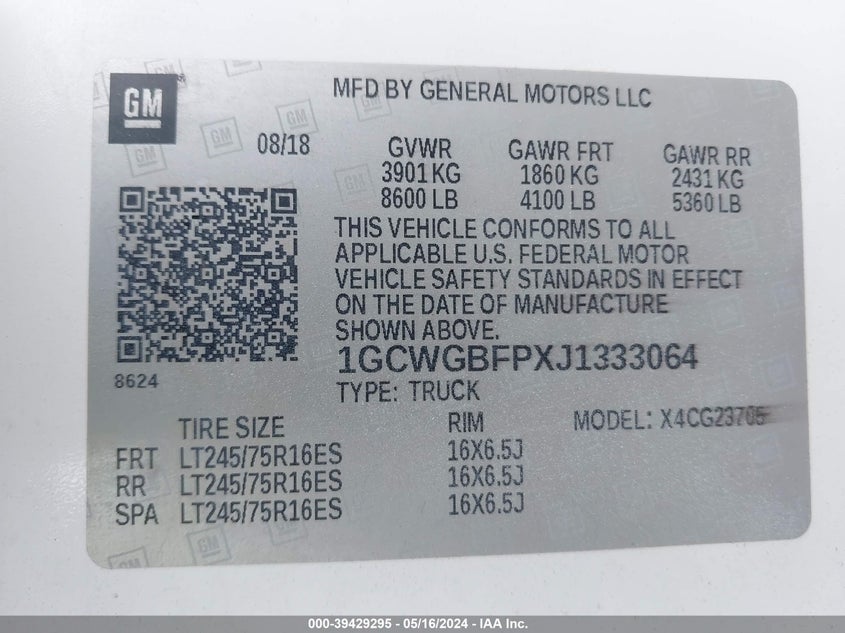 GM
MFD BY GENERAL MOTORS LLC
08/18
GVWR GAWR FRT GAWR RR
3901 KG 1860 KG 2431 KG
8600 LB 4100 LB 5360 LB
THIS VEHICLE CONFORMS TO ALL
APPLICABLE U.S. FEDERAL MOTOR
VEHICLE SAFETY STANDARDS IN EFFECT
ON THE DATE OF MANUFACTURE
SHOWN ABOVE.
1GCWGBFPXJ1333064
8624
TYPE: TRUCK
TIRE SIZE RIM MODEL: X4CG23705
FRT LT245/75R16ES 16X6.5J
RR LT245/75R16ES 16X6.5J
SPA LT245/75R16ES 16X6.5J
000-39429295 - 05/16/2024 - IAA Inc.